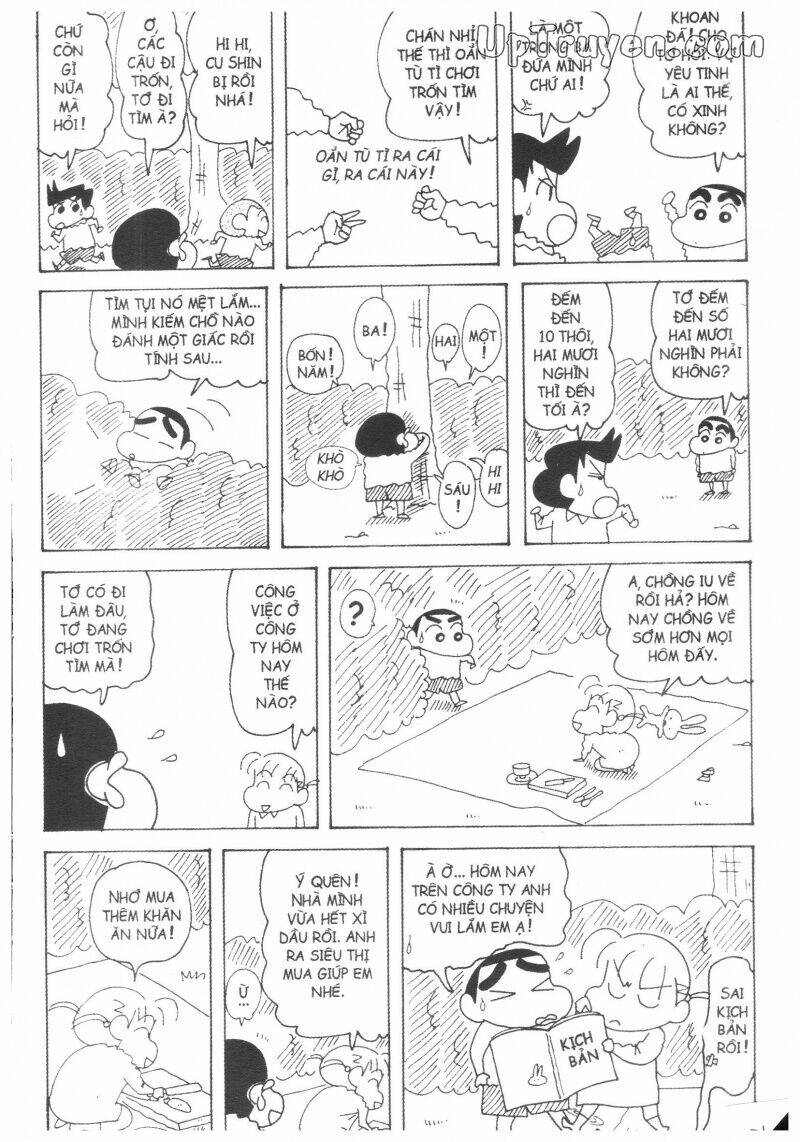 UpTruyen.com
KHOAN
ĐÃ! CHO
TỚ HỎI.
YÊU TINH
LÀ AI THẾ,
CÓ XINH
KHÔNG?
LÀ MỘT
TRONG BA
ĐỨA MÌNH
CHỨ AI!
CHÁN NHỈ
THẾ THÌ OẲN
TÙ TÌ CHƠI
TRỐN TÌM
VẬY!
OẲN TÙ TÌ RA CÁI
GÌ, RA CÁI NÀY!
HI HI,
CU SHIN
BỊ RỒI
NHÁ!
Ơ,
CÁC
CẬU ĐI
TRỐN,
TỚ ĐI
TÌM À?
CHỨ
CÒN
GÌ
NỮA
MÀ
HỎI!
TỚ ĐẾM
ĐẾN SỐ
HAI MƯƠI
NGHÌN PHẢI
KHÔNG?
ĐẾM
ĐẾN
10 THÔI,
HAI MƯƠI
NGHÌN
THÌ ĐẾN
TỐI À?
MỘT
!
HAI
BA!
BỐN!
NĂM!
HI
HI
SÁU!
KHÒ
KHÒ
TÌM TỤI NÓ MỆT LẮM...
MÌNH KIẾM CHỖ NÀO
ĐÁNH MỘT GIẤC RỒI
TÍNH SAU...
A, CHỒNG IU VỀ
RỒI HẢ? HÔM
NAY CHỒNG VỀ
SỚM HƠN MỌI
HÔM ĐẤY.
?
CÔNG
VIỆC Ở
CÔNG
TY HÔM
NAY
THẾ
NÀO?
TỚ CÓ ĐI
LÀM ĐÂU,
TỚ ĐANG
CHƠI TRỐN
TÌM MÀ!
À Ờ... HÔM NAY
TRÊN CÔNG TY ANH
CÓ NHIỀU CHUYỆN
VUI LẮM EM Ạ!
SAI
KỊCH
BẢN
RỒI!
KỊCH
BẢN
Ý QUÊN!
NHÀ MÌNH
VỪA HẾT XÌ
DẦU RỒI. ANH
RA SIÊU THỊ
MUA GIÚP EM
NHÉ.
Ừ
...
NHỚ MUA
THÊM KHĂN
ĂN NỮA!